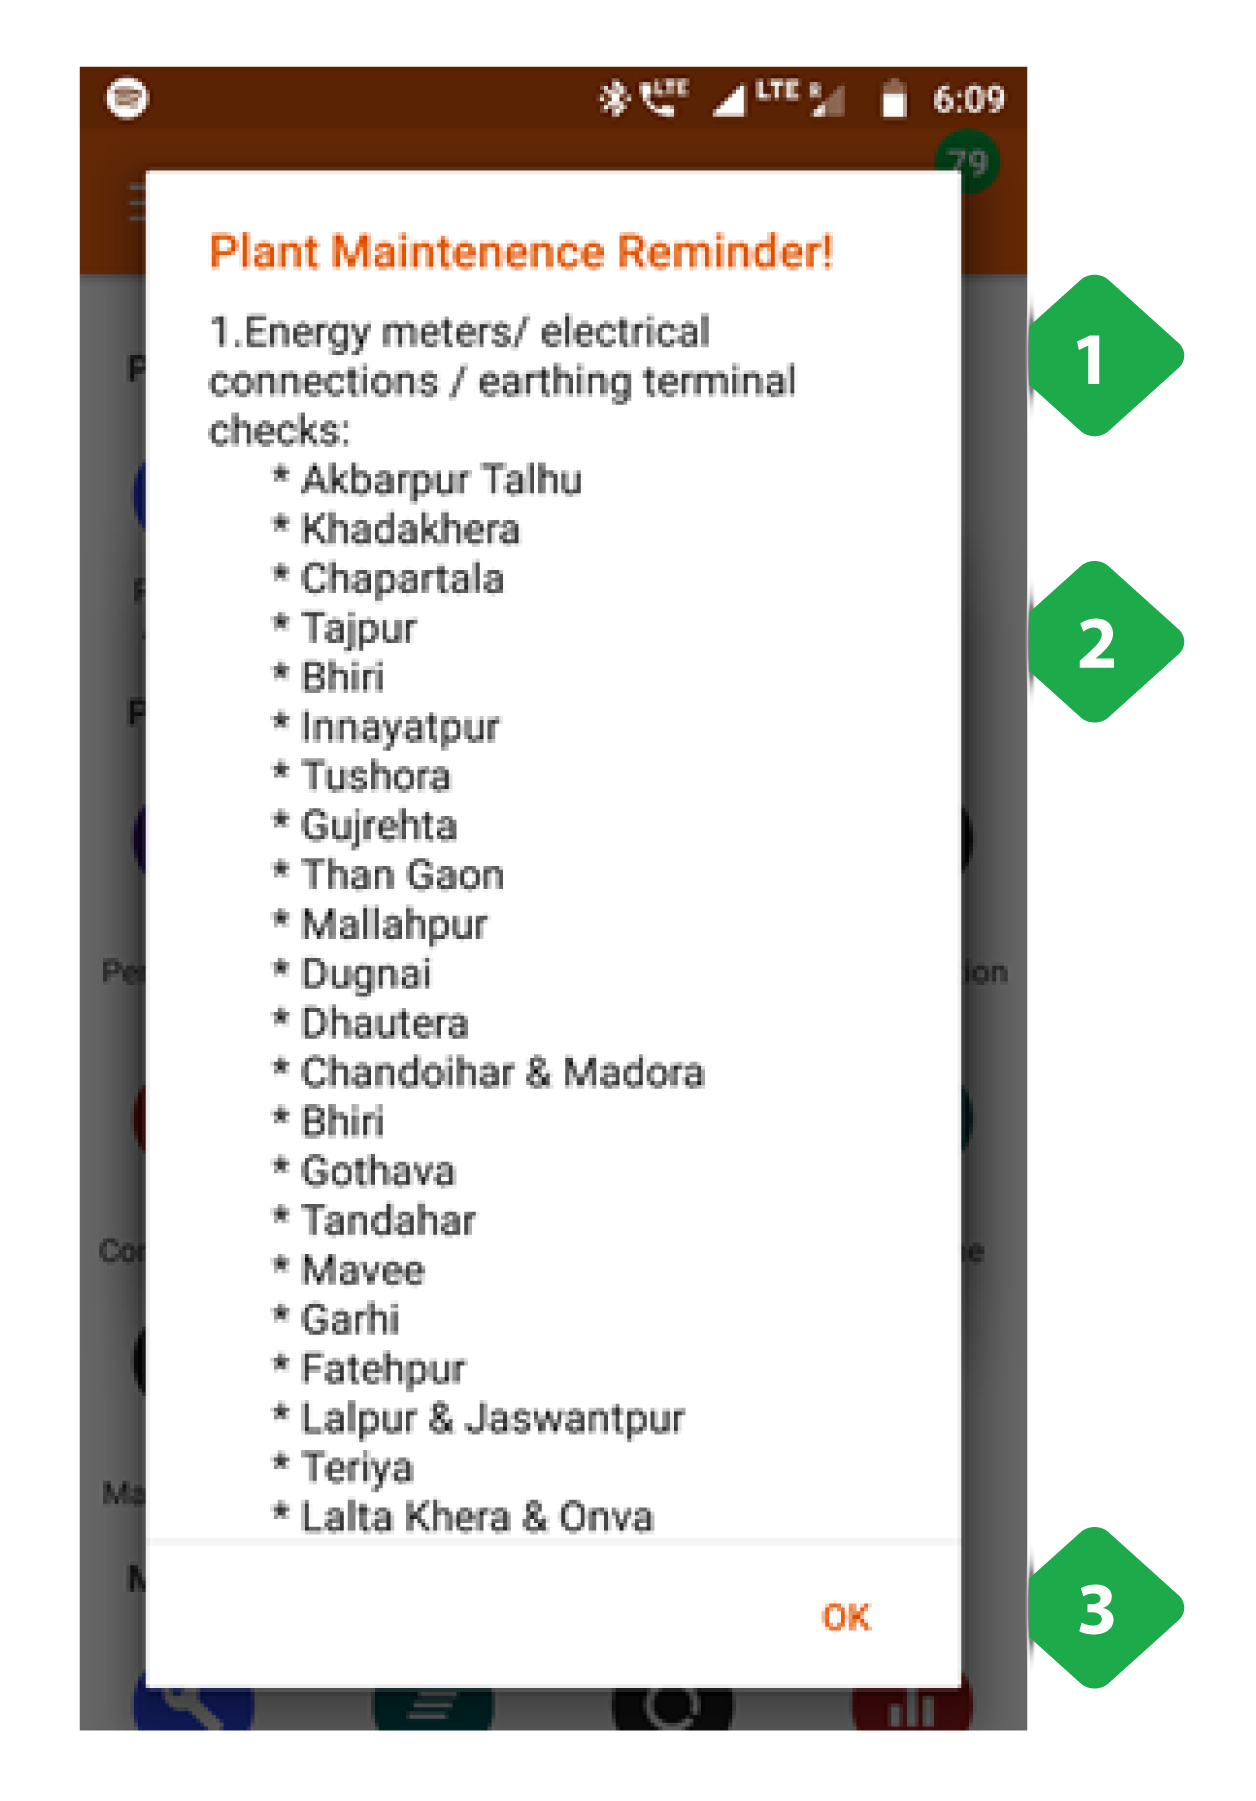 LTE LTE R 6:09
79
Plant Maintenence Reminder!
1.Energy meters/ electrical
connections / earthing terminal
checks:
* Akbarpur Talhu
* Khadakhera
* Chapartala
* Tajpur
* Bhiri
* Innayatpur
* Tushora
* Gujrehta
* Than Gaon
* Mallahpur
* Dugnai
* Dhautera
* Chandoihar & Madora
* Bhiri
* Gothava
* Tandahar
* Mavee
* Garhi
* Fatehpur
* Lalpur & Jaswantpur
* Teriya
* Lalta Khera & Onva
OK
1
2
3